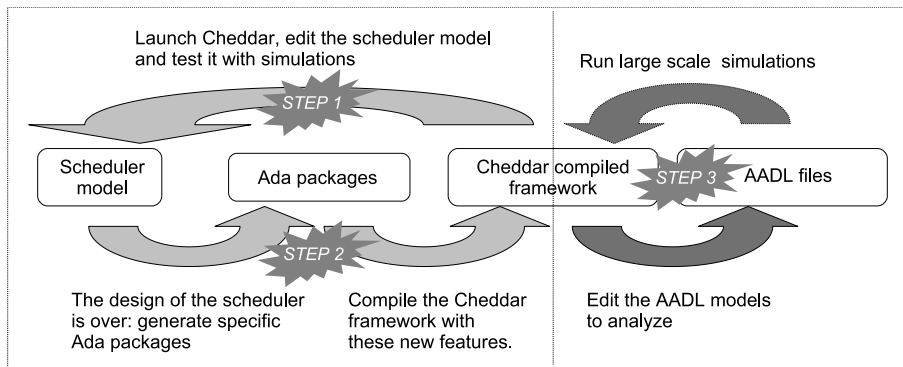 Launch Cheddar, edit the scheduler model
and test it with simulations
Run large scale simulations
STEP 1
Scheduler
model
Ada packages
Cheddar compiled
framework
STEP 3
AADL files
STEP 2
The design of the scheduler
is over: generate specific
Ada packages
Compile the Cheddar
framework with
these new features.
Edit the AADL models
to analyze